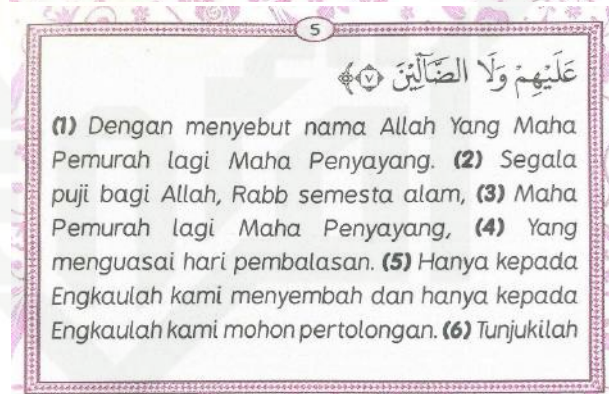 5
عَلَيْهِمْ وَلَا الضَّآلِّيْنَ ۝٧
(1) Dengan menyebut nama Allah Yang Maha
Pemurah lagi Maha Penyayang. (2) Segala
puji bagi Allah, Rabb semesta alam, (3) Maha
Pemurah lagi Maha Penyayang, (4) Yang
menguasai hari pembalasan. (5) Hanya kepada
Engkaulah kami menyembah dan hanya kepada
Engkaulah kami mohon pertolongan. (6) Tunjukilah